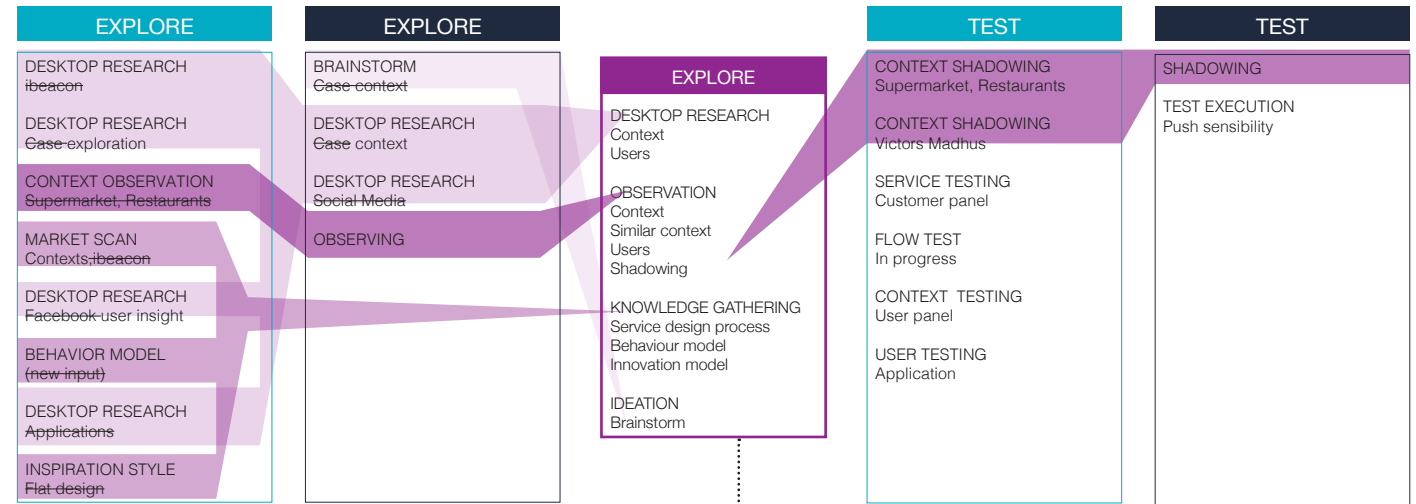 EXPLORE
DESKTOP RESEARCH
ibeacon
DESKTOP RESEARCH
Case exploration
CONTEXT OBSERVATION
Supermarket, Restaurants
MARKET SCAN
Contexts,ibeacon
DESKTOP RESEARCH
Facebook user insight
BEHAVIOR MODEL
(new input)
DESKTOP RESEARCH
Applications
INSPIRATION STYLE
Flat design
EXPLORE
BRAINSTORM
Case context
DESKTOP RESEARCH
Case context
DESKTOP RESEARCH
Social Media
OBSERVING
EXPLORE
DESKTOP RESEARCH
Context
Users
OBSERVATION
Context
Similar context
Users
Shadowing
KNOWLEDGE GATHERING
Service design process
Behaviour model
Innovation model
IDEATION
Brainstorm
TEST
CONTEXT SHADOWING
Supermarket, Restaurants
CONTEXT SHADOWING
Victors Madhus
SERVICE TESTING
Customer panel
FLOW TEST
In progress
CONTEXT TESTING
User panel
USER TESTING
Application
TEST
SHADOWING
TEST EXECUTION
Push sensibility